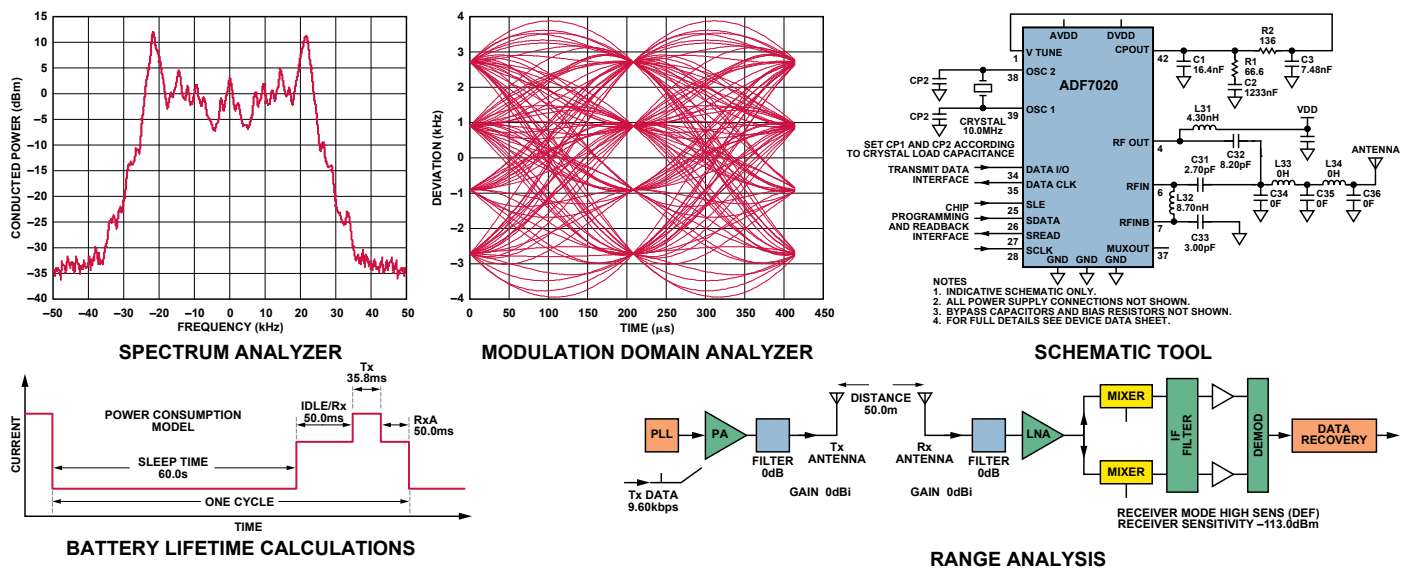 15
10
5
0
−5
−10
−15
−20
−25
−30
−35
−40
CONDUCTED POWER (dBm)
−50 −40 −30 −20 −10 0 10 20 30 40 50
FREQUENCY (kHz)
SPECTRUM ANALYZER
4
3
2
1
0
−1
−2
−3
−4
DEVIATION (kHz)
0 50 100 150 200 250 300 350 400 450
TIME (µs)
MODULATION DOMAIN ANALYZER
AVDD DVDD
V TUNE
1
CPOUT
42
R2
136
C1
16.4nF
R1
66.6
C2
1233nF
C3
7.48nF
OSC 2
38
ADF7020
OSC 1
39
CP2
CP2
CRYSTAL
10.0MHz
SET CP1 AND CP2 ACCORDING
TO CRYSTAL LOAD CAPACITANCE
L31
4.30nH
VDD
RF OUT
4
C32
8.20pF
ANTENNA
TRANSMIT DATA
INTERFACE
DATA I/O
34
DATA CLK
35
C31
2.70pF
RFIN
6
L33
0H
L34
0H
C34
0F
C35
0F
C36
0F
L32
8.70nH
RFINB
7
C33
3.00pF
CHIP
PROGRAMMING
AND READBACK
INTERFACE
SLE
25
SDATA
26
SREAD
27
SCLK
28
MUXOUT
37
GND GND GND
NOTES
1. INDICATIVE SCHEMATIC ONLY.
2. ALL POWER SUPPLY CONNECTIONS NOT SHOWN.
3. BYPASS CAPACITORS AND BIAS RESISTORS NOT SHOWN.
4. FOR FULL DETAILS SEE DEVICE DATA SHEET.
SCHEMATIC TOOL
CURRENT
POWER CONSUMPTION
MODEL
Tx
35.8ms
IDLE/Rx
50.0ms
RxA
50.0ms
SLEEP TIME
60.0s
ONE CYCLE
TIME
BATTERY LIFETIME CALCULATIONS
PLL
PA
FILTER
0dB
Tx
ANTENNA
GAIN 0dBi
Tx DATA
9.60kbps
DISTANCE
50.0m
Rx
ANTENNA
GAIN 0dBi
FILTER
0dB
LNA
MIXER
MIXER
IF
FILTER
DEMOD
DATA
RECOVERY
RECEIVER MODE HIGH SENS (DEF)
RECEIVER SENSITIVITY −113.0dBm
RANGE ANALYSIS